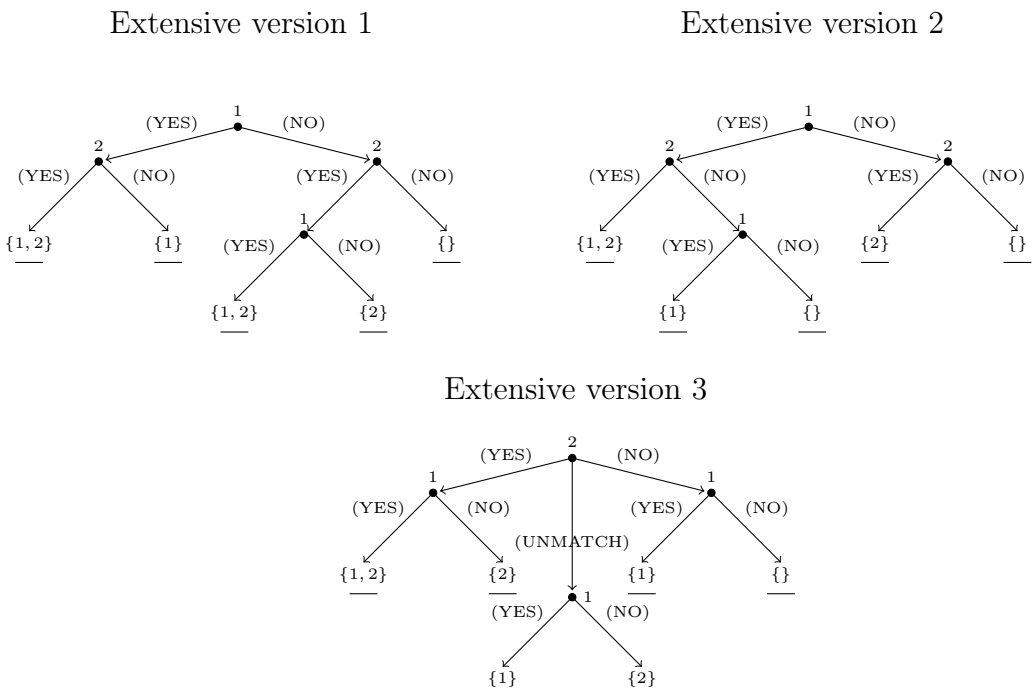 Extensive version 1
1
(YES) (NO)
2 2
(YES) (NO) (YES) (NO)
{1, 2} {1} 1 {}
(YES) (NO)
{1, 2} {2}
Extensive version 2
1
(YES) (NO)
2 2
(YES) (NO) (YES) (NO)
{1, 2} 1 {2} {}
(YES) (NO)
{1} {}
Extensive version 3
2
(YES) (NO)
1 1
(YES) (NO) (YES) (NO)
(UNMATCH)
{1, 2} {2} {1} {}
1
(YES) (NO)
{1} {2}